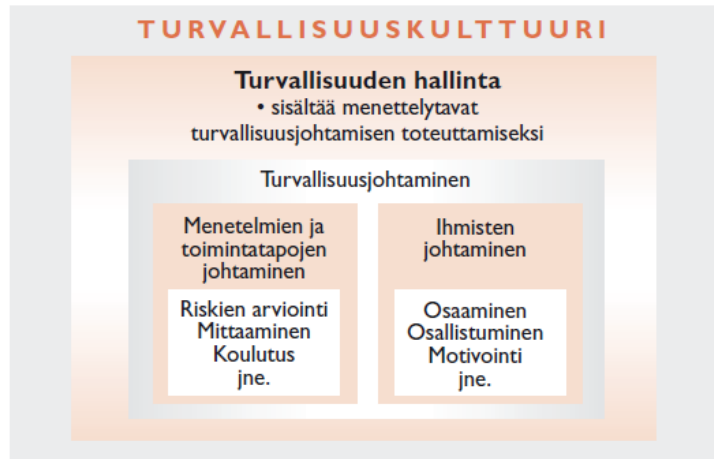 TURVALLISUUSKULTTUURI
Turvallisuuden hallinta
• sisältää menettelytavat
turvallisuusjohtamisen toteuttamiseksi
Turvallisuusjohtaminen
Menetelmien ja
toimintatapojen
johtaminen
Riskien arviointi
Mittaaminen
Koulutus
jne.
Ihmisten
johtaminen
Osaaminen
Osallistuminen
Motivointi
jne.